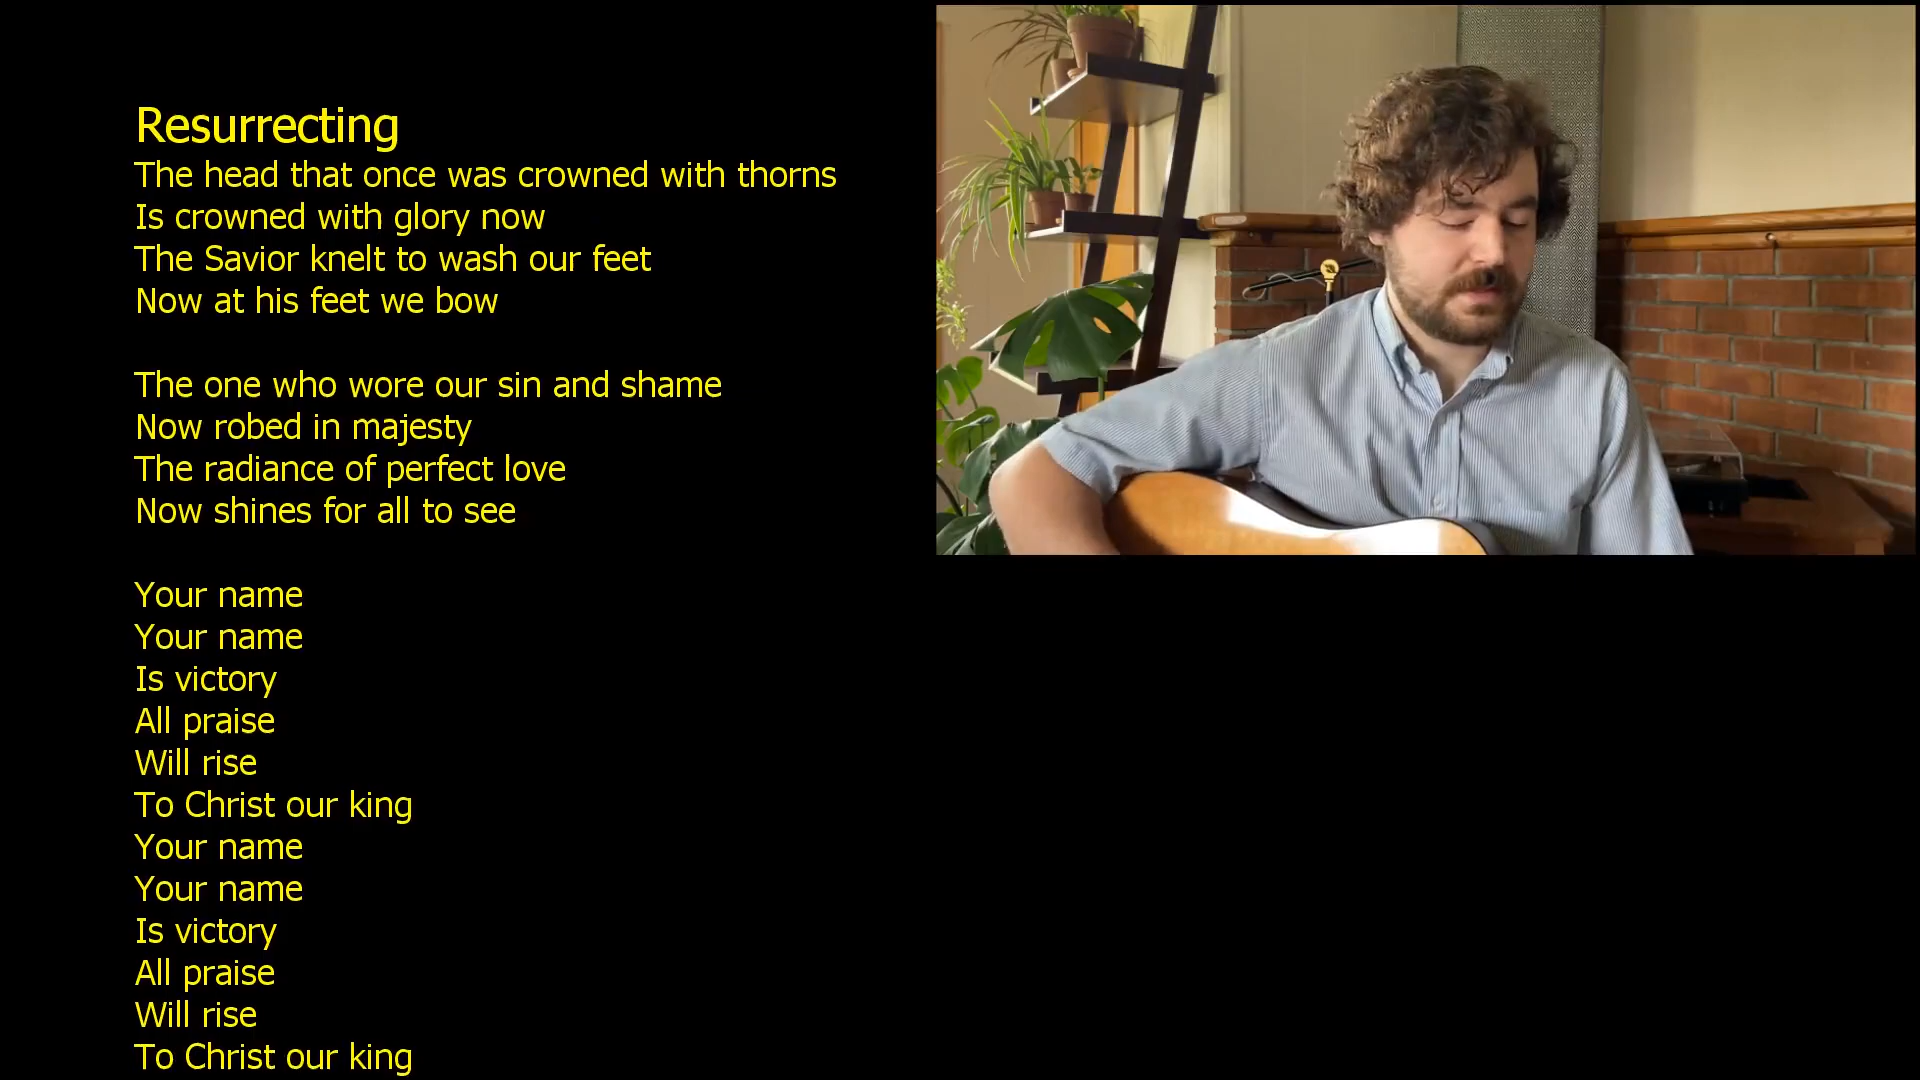 Resurrecting
The head that once was crowned with thorns
Is crowned with glory now
The Savior knelt to wash our feet
Now at his feet we bow
The one who wore our sin and shame
Now robed in majesty
The radiance of perfect love
Now shines for all to see
Your name
Your name
Is victory
All praise
Will rise
To Christ our king
Your name
Your name
Is victory
All praise
Will rise
To Christ our king